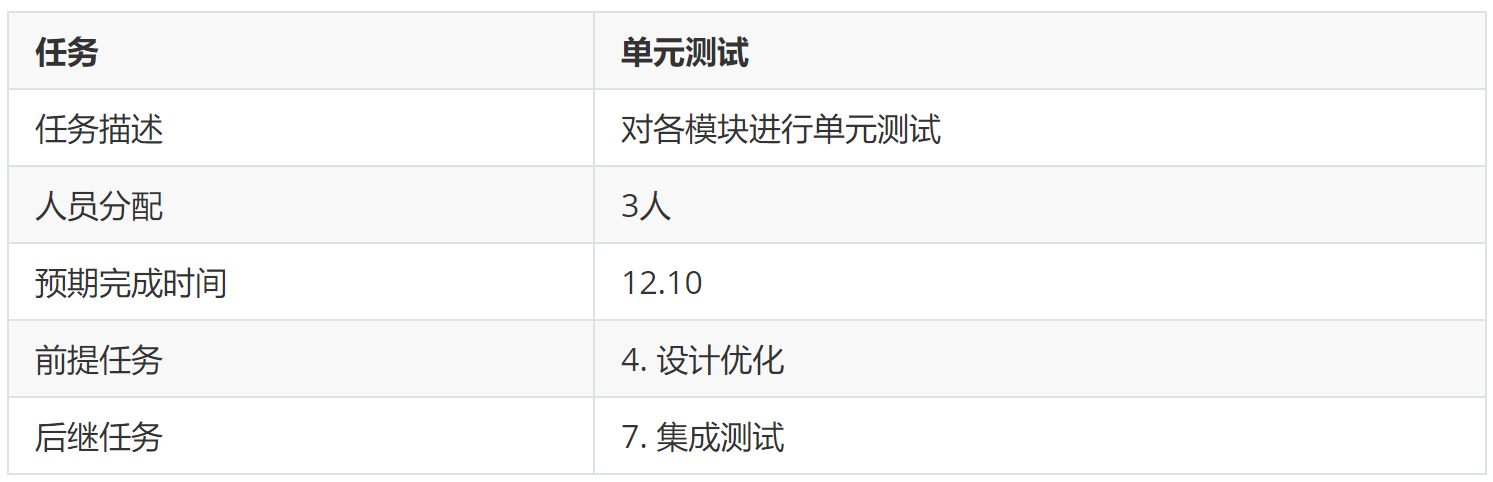 任务 单元测试
任务描述 对各模块进行单元测试
人员分配 3人
预期完成时间 12.10
前提任务 4. 设计优化
后继任务 7. 集成测试